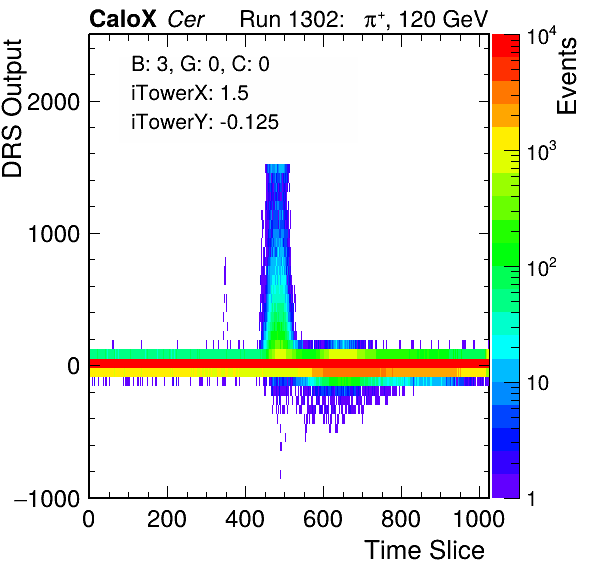 CaloX Cer Run 1302: π⁺, 120 GeV
B: 3, G: 0, C: 0
iTowerX: 1.5
iTowerY: -0.125
DRS Output
2000
1000
0
−1000
0 200 400 600 800 1000
Time Slice
10⁴
10³
10²
10
1
Events